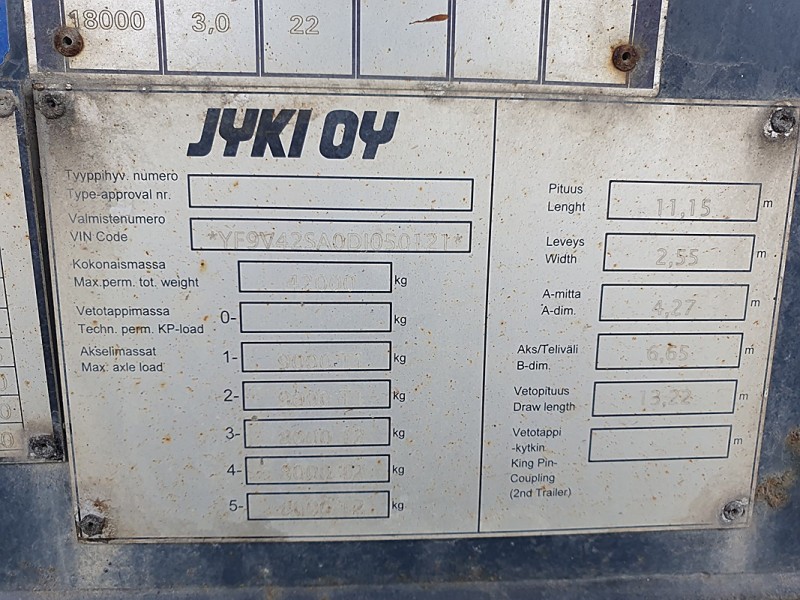 18000 3,0 22
JYKI OY
Tyyppihyv. numero
Type-approval nr.
Valmistenumero
VIN Code
Kokonaismassa
Max.perm. tot. weight
kg
Vetotappimassa
Techn. perm. KP-load
0-
kg
Akselimassat
Max. axle load
1-
kg
2-
kg
3-
kg
4-
kg
5-
kg
Pituus
Lenght
11,15 m
Leveys
Width
2,55 m
A-mitta
A-dim.
4,27 m
Aks/Teliväli
B-dim.
6,65 m
Vetopituus
Draw length
13,22 m
Vetotappi
-kytkin
King Pin-
Coupling
(2nd Trailer)
m